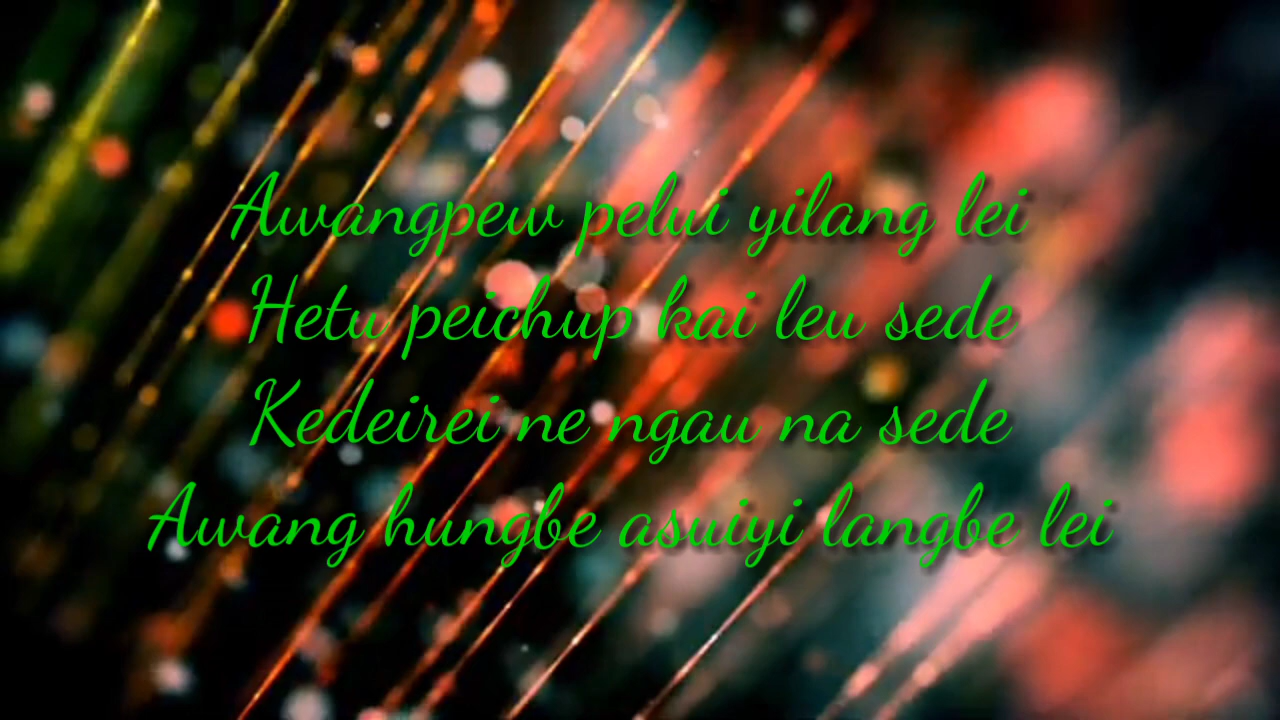 Awangpew pelui yilang lei
Hetu peichup kai leu sede
Kedeirei ne ngau na sede
Awang hungbe asuiyi langbe lei